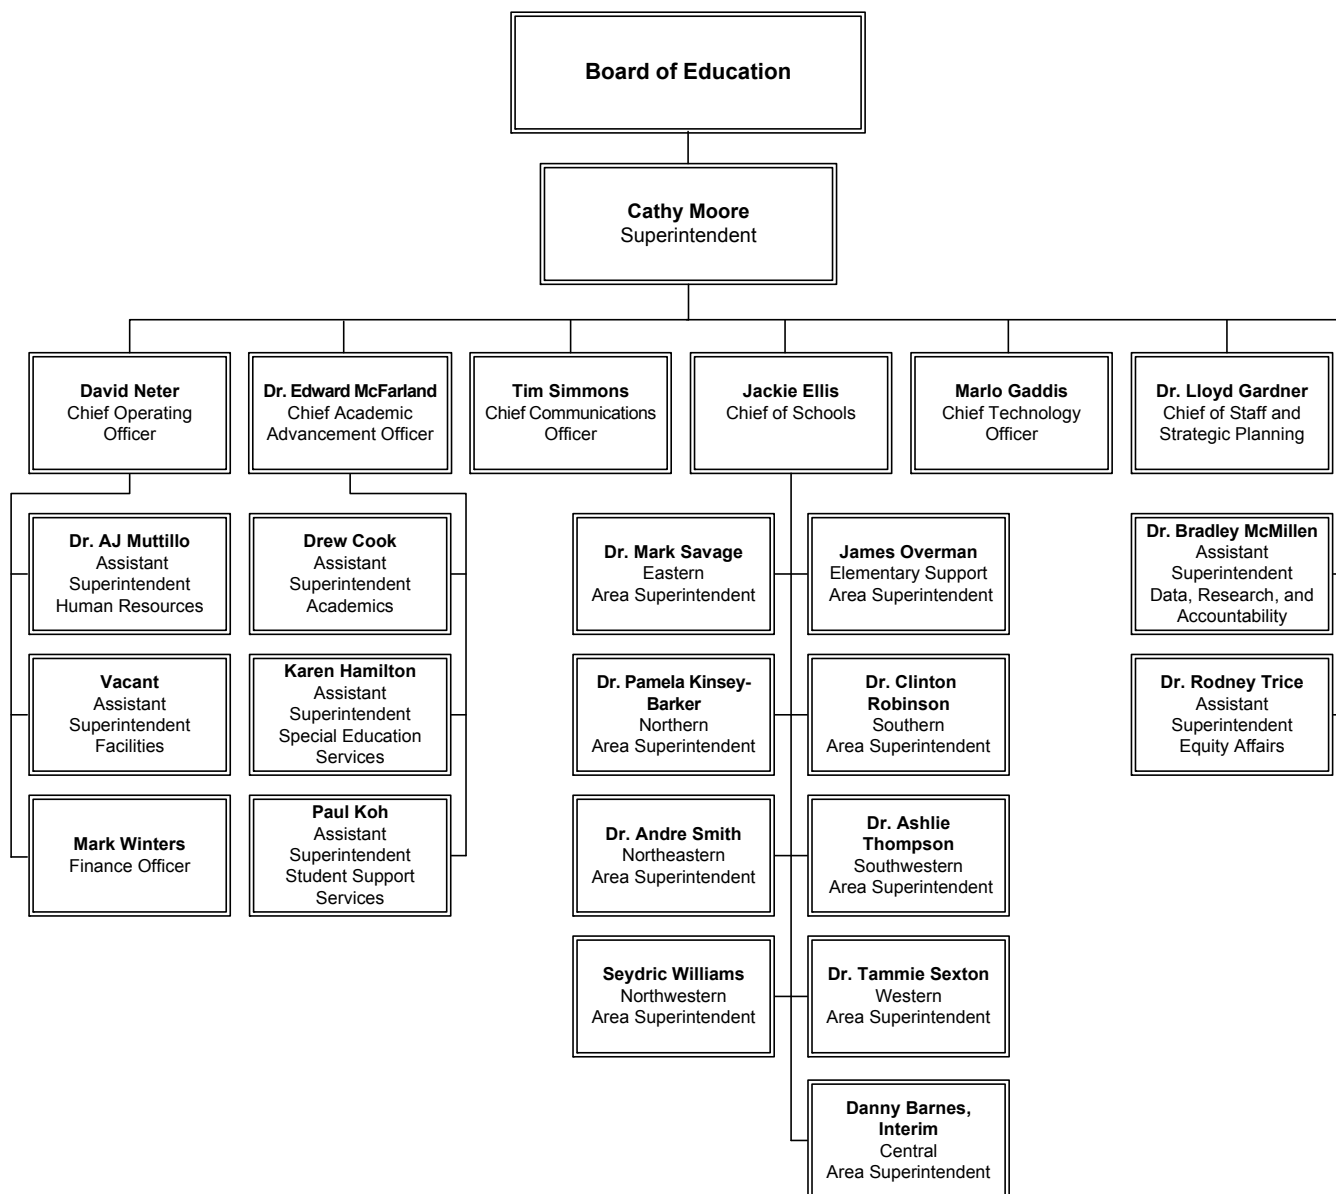 Board of Education
Cathy Moore
Superintendent
David Neter
Chief Operating
Officer
Dr. Edward McFarland
Chief Academic
Advancement Officer
Tim Simmons
Chief Communications
Officer
Jackie Ellis
Chief of Schools
Marlo Gaddis
Chief Technology
Officer
Dr. Lloyd Gardner
Chief of Staff and
Strategic Planning
Dr. AJ Muttillo
Assistant
Superintendent
Human Resources
Drew Cook
Assistant
Superintendent
Academics
Dr. Mark Savage
Eastern
Area Superintendent
James Overman
Elementary Support
Area Superintendent
Dr. Bradley McMillen
Assistant
Superintendent
Data, Research, and
Accountability
Vacant
Assistant
Superintendent
Facilities
Karen Hamilton
Assistant
Superintendent
Special Education
Services
Dr. Pamela Kinsey-
Barker
Northern
Area Superintendent
Dr. Clinton
Robinson
Southern
Area Superintendent
Dr. Rodney Trice
Assistant
Superintendent
Equity Affairs
Mark Winters
Finance Officer
Paul Koh
Assistant
Superintendent
Student Support
Services
Dr. Andre Smith
Northeastern
Area Superintendent
Dr. Ashlie
Thompson
Southwestern
Area Superintendent
Seydric Williams
Northwestern
Area Superintendent
Dr. Tammie Sexton
Western
Area Superintendent
Danny Barnes,
Interim
Central
Area Superintendent